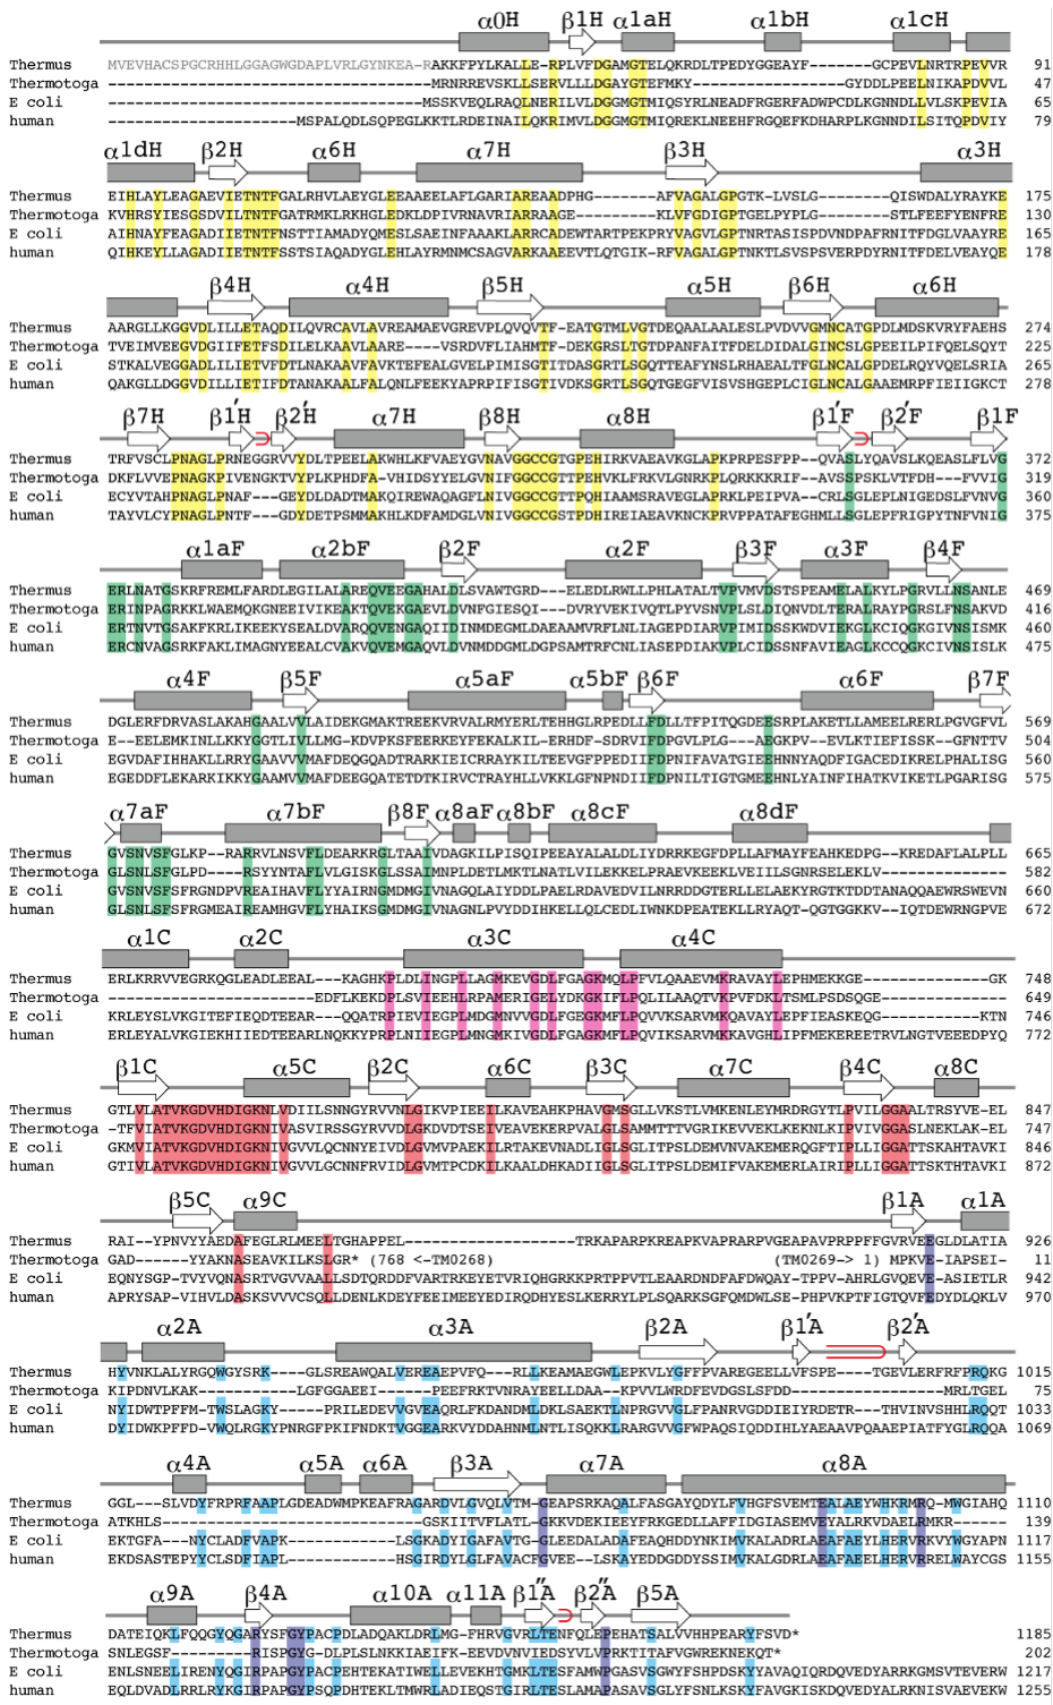 α0H β1H α1aH α1bH α1cH
Thermus MVEVHACSPGCRHHLGGAGWGDAPLVRLGYNKEA-RAKKFPYLKALLE-RPLVFDGAMGTELQKRDLTPEDYGGEAYF------GCPEVLNRTRPEVVR 91
Thermotoga ------------------------------------MRNRREVSKLLSERVLLLDGAYGTEFMKY-----------------GYDDLPEELNIKAPDVVL 47
E coli -----------------------------------MSSKVEQLRAQLNERILVLDGGMGTMIQSYRLNEADFRGERFADWPCDLKGNNDLLVLSKPEVIA 65
human ---------------------MSPALQDLSQPEGLKKTLRDEINAILQKRIMVLDGGMGTMIQREKLNEEHFRGQEFKDHARPLKGNNDILSITQPDVIY 79
α1dH β2H α6H α7H β3H α3H
Thermus EIHLAYLEAGAEVIETNTFGALRHVLAEYGLEEAAEELAFLGARIAREAADPHG---------AFVAGALGPGTK-LVSLG------QISWDALYRAYKE 175
Thermotoga KVHRSYIESGSDVILTNTFGATRMKLRKHGLEDKLDPIVRNAVRIARRAAGE-----------KLVFGDIGPTGELPYPLG------STLFEEFYENFRE 130
E coli AIHNAYFEAGADIIETNTFNSTTIAMADYQMESLSAEINFAAAKLARRCADEWTARTPEKPRYVAGVLGPTNRTASISPDVNDPAFRNITFDGLVAAYRE 165
human QIHKEYLLAGADIIETNTFSSTSIAQADYGLEHLAYRMNMCSAGVARKAAEEVTLQTGIK-RFVAGALGPTNKTLSVSPSVERPDYRNITFDELVEAYQE 178
β4H α4H β5H α5H β6H α6H
Thermus AARGLLKGGVDLILLETAQDILQVRCAVLAVREAMAEVGREVPLQVQVTF-EATGTMLVGTDEQAALAALESLPVDVVGMNCATGPDLMDSKVRYFAEHS 274
Thermotoga TVEIMVEEGVDGIIFETFSDILELKAAVLAARE----VSRDVFLIAHMTF-DEKGRSLTGTDPANFAITFDELDIDALGINCSLGPEEILPIFQELSQYT 225
E coli STKALVEGGADLILIETVFDTLNAKAAVFAVKTEFEALGVELPIMISGTITDASGRTLSGQTTEAFYNSLRHAEALTFGLNCALGPDELRQYVQELSRIA 265
human QAKGLLDGGVDILLIETIFDTANAKAALFALQNLFEEKYAPRPIFISGTIVDKSGRTLSGQTGEGFVISVSHGEPLCIGLNCALGAAEMRPFIEIIGKCT 278
β7H β1′H β2′H α7H β8H α8H β1′F β2′F β1F
Thermus TRFVSCLPNAGLPRNEGGRVVYDLTPEELAKWHLKFVAEYGVNAVGGCCGTGPEHIRKVAEAVKGLAPKPRPESFPP--QVASLYQAVSLKQEASLFLVG 372
Thermotoga DKFLVVEPNAGKPIVENGKTVYPLKPHDFA-VHIDSYYELGVNIFGGCCGTTPEHVKLFRKVLGNRKPLQRKKKRIF--AVSSPSKLVTFDH--FVVIG 319
E coli ECYVTAHPNAGLPNAF---GEYDLDADTMAKQIREWAQAGFLNIVGGCCGTTPQHIAAMSRAVEGLAPRKLPEIPVA--CRLSGLEPLNIGEDSLFVNVG 360
human TAYVLCYPNAGLPNTF---GDYDETPSMMAKHLKDFAMDGLVNIVGGCCGSTPDHIREIAEAVKNCKPRVPPATAFEGHMLLSGLEPFRIGPYTNFVNIG 375
α1aF α2bF β2F α2F β3F α3F β4F
Thermus ERLNATGSKRFREMLFARDLEGILALAREQVEEGAHALDLSVAWTGRD---ELEDLRWLLPHLATALTVPVMVDSTSPEAMELALKYLPGRVLLNSANLE 469
Thermotoga ERINPAGRKKLWAEMQKGNEEIVIKEAKTQVEKGAEVLDVNFGIESQI---DVRYVEKIVQTLPYVSNVPLSLDIQNVDLTERALRAYPGRSLFNSAKVD 416
E coli ERTNVTGSAKFKRLIKEEKYSEALDVARQQVENGAQIIDINMDEGMLDAEAAMVRFLNLIAGEPDIARVPIMIDSSKWDVIEKGLKCIQGKGIVNSISMK 460
human ERCNVAGSRKFAKLIMAGNYEEALCVAKVQVEMGAQVLDVNMDDGMLDGPSAMTRFCNLIASEPDIAKVPLCIDSSNFAVIEAGLKCCQGKCIVNSISLK 475
α4F β5F α5aF α5bF β6F α6F β7F
Thermus DGLERFDRVASLAKAHGAALVVLAIDEKGMAKTREEKVRVALRMYERLTEHHGLRPEDLLFDLLTFPITQGDEESRPLAKETLLAMEELRERLPGVGFVL 569
Thermotoga E--EELEMKINLLKKYGGTLIVLLMG-KDVPKSFEERKEYFEKALKIL-ERHDF-SDRVIFDPGVLPLG---AEGKPV--EVLKTIEFISSK--GFNTTV 504
E coli EGVDAFIHHAKLLRRYGAAVVVMAFDEQGQADTRARKIEICRRAYKILTEEVGFPPEDIIFDPNIFAVATGIEEHNNYAQDFIGACEDIKRELPHALISG 560
human EGEDDFLEKARKIKKYGAAMVVMAFDEEGQATETDTKIRVCTRAYHLLVKKLGFNPNDIIFDPNILTIGTGMEEHNLYAINFIHATKVIKETLPGARISG 575
α7aF α7bF β8F α8aF α8bF α8cF α8dF
Thermus GVSNVSFGLKP--RARRVLNSVFLDEARKRGLTAAIVDAGKILPISQIPEEAYALALDLIYDRRKEGFDPLLAFMAYFEAHKEDPG--KREDAFLALPLL 665
Thermotoga GLSNLSFGLPD--RSYYNTAFLVLGISKGLSSAIMNPLDETLMKTLNATLVILEKKELPRAEVKEEKLVEIILSGNRSELEKLV 582
E coli GVSNVSFSFRGNDPVREAIHAVFLYYAIRNGMDMGIVNAGQLAIYDDLPAELRDAVEDVILNRRDDGTERLLELAEKYRGTKTDDTANAQQAEWRSWEVN 660
human GLSNLSFSFRGMEAIREAMHGVFLYHAIKSGMDMGIVNAGNLPVYDDIHKELLQLCEDLIWNKDPEATEKLLRYAQT-QGTGGKKV--IQTDEWRNGPVE 672
α1C α2C α3C α4C
Thermus ERLKRRVVEGRKQGLEADLEEAL---KAGHKPLDLINGPLLAGMKEVGDLFGAGKMQLPFVLQAAEVMKRAVAYLEPHMEKKGE------------GK 748
Thermotoga -----------------------EDFLKEKDPLSVIEEHLRPAMERIGELYDKGKIFLPQLILAAQTVKPVFDKLTSMLPSDSQGE----------- 649
E coli KRLEYSLVKGITEFIEQDTEEAR---QQATRPIEVIEGPLMDGMNVVGDLFGEGKMFLPQVVKSARVMKQAVAYLEPFIEASKEQG---------KTN 746
human ERLEYALVKGIEKHIIEDTEEARLNQKKYPRPLNIIEGPLMNGMKIVGDLFGAGKMFLPQVIKSARVMKKAVGHLIPFMEKEREETRVLNGTVEEEDPYQ 772
β1C α5C β2C α6C β3C α7C β4C α8C
Thermus GTLVLATVKGDVHDIGKNLVDIILSNNGYRVVNLGIKVPIEEILKAVEAHKPHAVGMSGLLVKSTLVMKENLEYMRDRGYTLPVILGGAALTRSYVE-EL 847
Thermotoga -TFVIATVKGDVHDIGKNIVASVIRSSGYRVVDLGKDVDTSEIVEAVEKERPVALGLSAMMTTTVGRIKEVVEKLKEKNLKIPVIVGGASLNEKLAK-EL 747
E coli GKMVIATVKGDVHDIGKNIVGVVLQCNNYEIVDLGVMVPAEKILRTAKEVNADLIGLSGLITPSLDEMVNVAKEMERQGFTIPLLIGGATTSKAHTAVKI 846
human GTIVLATVKGDVHDIGKNIVGVVLGCNNFRVIDLGVMTPCDKILKAALDHKADIIGLSGLITPSLDEMIFVAKEMERLAIRIPLLIGGATTSKTHTAVKI 872
β5C α9C β1A α1A
Thermus RAI--YPNVYYAEDAFEGLRLMEELTGHAPPEL-------------------TRKAPARPKREAPKVAPRARPVGEAPAVPRPPFFGVRVEEGLDLATIA 926
Thermotoga GAD------YYAKNASEAVKILKSLGR* (768 <-TM0268) (TM0269-> 1) MPKVE-IAPSEI- 11
E coli EQNYSGP-TVYVQNASRTVGVVAALLSDTQRDDFVARTRKEYETVRIQHGRKKPRTPPVTLEAARDNDFAFDWQAY-TPPV-AHRLGVQEVE-ASIETLR 942
human APRYSAP-VIHVLDASKSVVVCSQLLDENLKDEYFEEIMEEYEDIRQDHYESLKERRYLPLSQARKSGFQMDWLSE-PHPVKPTFIGTQVFEDYDLQKLV 970
α2A α3A β2A β1′A β2′A
Thermus HYVNKLALYRGQWGYSRK----GLSREAWQALVEREAEPVFQ--RLLKEAMAEGWLEPKVLYGFFPVAREGEELLVFSPE---TGEVLERFRFPRQKG 1015
Thermotoga KIPDNVLKAK-----------LGFGGAEEI------PEEFRKTVNRAYEELLDAA--KPVVLWRDFEVDGSLSFDD---------------MRLTGEL 75
E coli NYIDWTPFFM-TWSLAGKY---PRILEDEVVGVEAQRLFKDANDMLDKLSAEKTLNPRGVVGLFPANRVGDDIEIYRDETR---THVINVSHHLRQQT 1033
human DYIDWKPFFD-VWQLRGKYPNRGFPKIFNDKTVGGEARKVYDDAHNMLNTLISQKKLRARGVVGFWPAQSIQDDIHLYAEAAVPQAAEPIATFYGLRQQA 1069
α4A α5A α6A β3A α7A α8A
Thermus GGL---SLVDYFRPRFAAPLGDEADWMPKEAFRAGARDVLGVQLVTM-GEAPSRKAQALFASGAYQDYLFVHGFSVEMTEALAEYWHKRMRQ-MWGIAHQ 1110
Thermotoga ATKHLS-----------------------------GSKIITVFLATL-GKKVDEKIEEYFRKGEDLLAFFIDGIASEMVEYALRKVDAELRMKR------ 139
E coli EKTGFA---NYCLADFVAPK--------------LSGKADYIGAFAVTG-GLEEDALADAFEAQHDDYNKIMVKALADRLAEAFAEYLHERVRKVYWGYAPN 1117
human EKDSASTEPYYCLSDFIAPL--------------HSGIRDYLGLFAVACFGVEE--LSKAYEDDGDDYSSIMVKALGDRLAEAFAEELHERVRRELWAYCGS 1155
α9A β4A α10A α11A β1″A β2″A β5A
Thermus DATEIQKLFQQGYQGARYSFGYPACPDLADQAKLDRLMG-FHRVGVRLTENFQLEPEHATSALVVHHPEARYFSVD* 1185
Thermotoga SNLEGSF---------RISPGYG-DLPLSLNKKIAEIFK-EEVDVNVIEDSYVLVPRKTITAFVGWREKNEKQT* 202
E coli ENLSNEELIRENYQGIRPAPGYPACPEHTEKATIWELLEVEKHTGMKLTESFAMWPGASVSGWYFSHPDSKYYAVAQIQRDQVEDYARRKGMSVTEVERW 1217
human EQLDVADLRRLRYKGIRPAPGYPSQPDHTEKLTMWRLADIEQSTGIRLTESLAMAPASAVSGLYFSNLKSKYFAVGKISKDQVEDYALRKNISVAEVEKW 1255